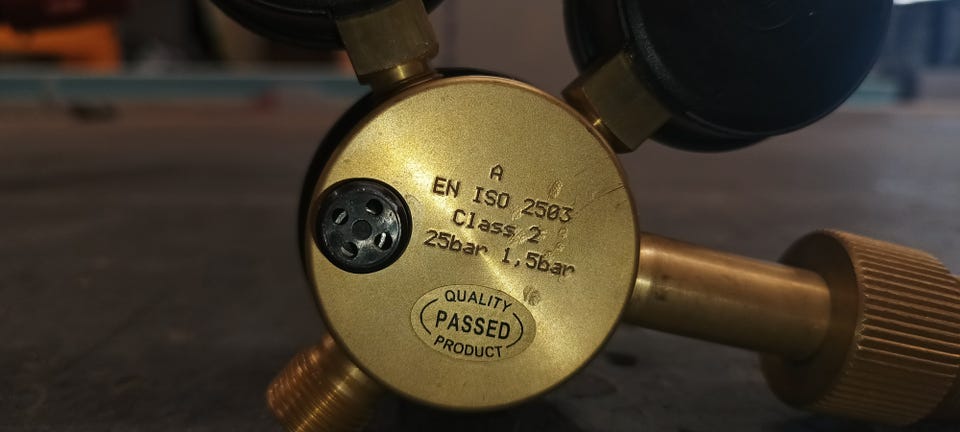 A
EN ISO 2503
Class 2
25bar 1,5bar
QUALITY
PASSED
PRODUCT